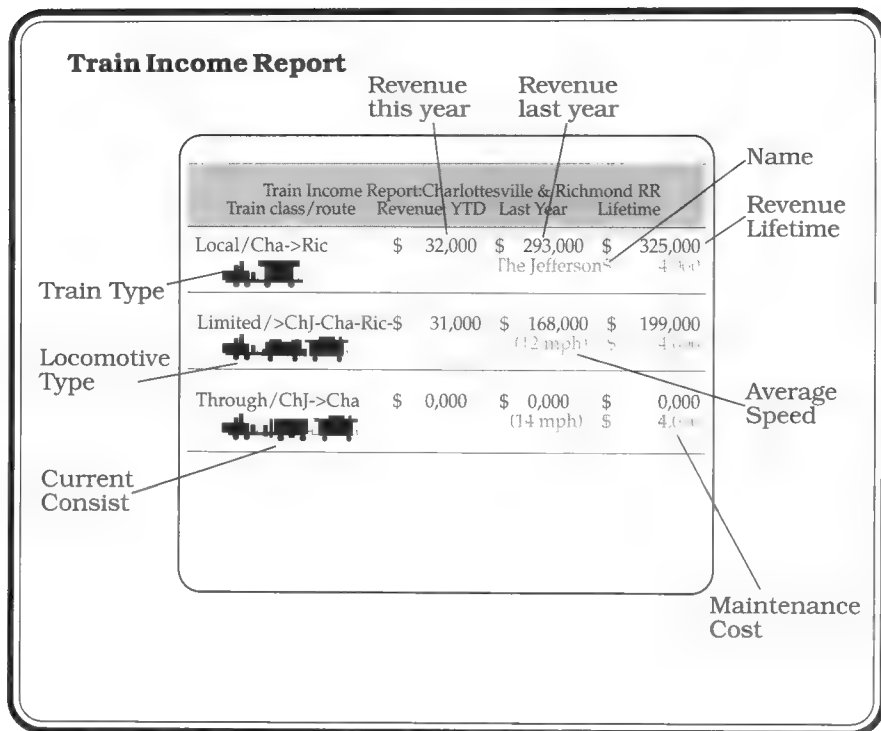 Train Income Report
Revenue this year
Revenue last year
Name
Revenue Lifetime
Train Income Report:Charlottesville & Richmond RR
Train class/route Revenue YTD Last Year Lifetime
Local/Cha->Ric $ 32,000 $ 293,000 $ 325,000
The Jefferson $
Train Type
Limited/>ChJ-Cha-Ric-$ 31,000 $ 168,000 $ 199,000
(12 mph) $
Locomotive Type
Through/ChJ->Cha $ 0,000 $ 0,000 $ 0,000
(14 mph) $
Average Speed
Current Consist
Maintenance Cost